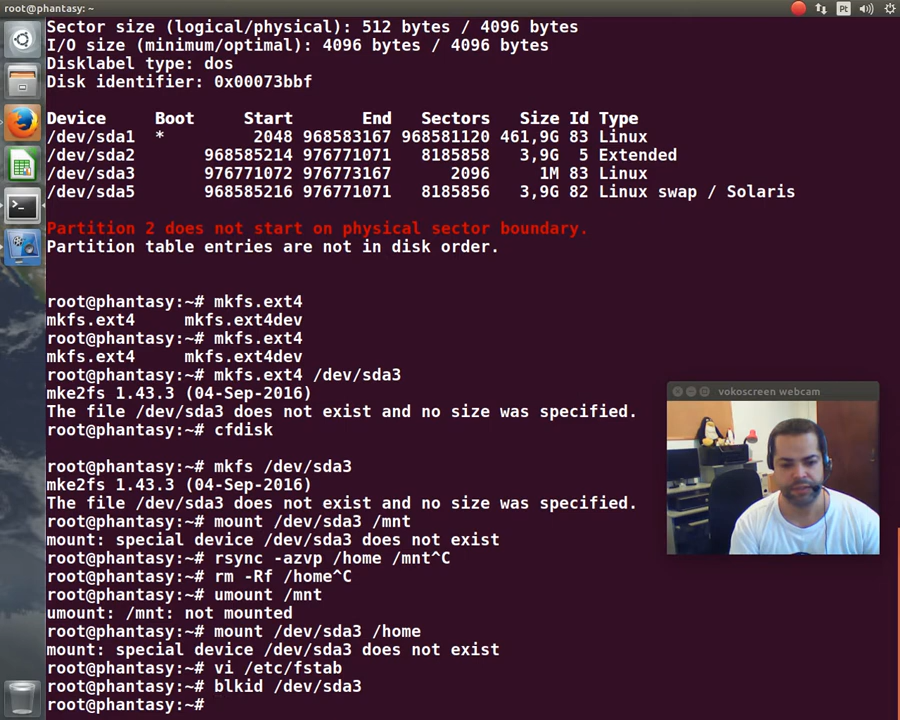 root@phantasy: ~
Pt
Sector size (logical/physical): 512 bytes / 4096 bytes
I/O size (minimum/optimal): 4096 bytes / 4096 bytes
Disklabel type: dos
Disk identifier: 0x00073bbf
Device     Boot     Start       End   Sectors   Size Id Type
/dev/sda1  *         2048 968583167 968581120 461,9G 83 Linux
/dev/sda2       968585214 976771071   8185858   3,9G  5 Extended
/dev/sda3       976771072 976773167      2096     1M 83 Linux
/dev/sda5       968585216 976771071   8185856   3,9G 82 Linux swap / Solaris
Partition 2 does not start on physical sector boundary.
Partition table entries are not in disk order.
root@phantasy:~# mkfs.ext4
mkfs.ext4     mkfs.ext4dev
root@phantasy:~# mkfs.ext4
mkfs.ext4     mkfs.ext4dev
root@phantasy:~# mkfs.ext4 /dev/sda3
mke2fs 1.43.3 (04-Sep-2016)
The file /dev/sda3 does not exist and no size was specified.
root@phantasy:~# cfdisk
root@phantasy:~# mkfs /dev/sda3
mke2fs 1.43.3 (04-Sep-2016)
The file /dev/sda3 does not exist and no size was specified.
root@phantasy:~# mount /dev/sda3 /mnt
mount: special device /dev/sda3 does not exist
root@phantasy:~# rsync -azvp /home /mnt^C
root@phantasy:~# rm -Rf /home^C
root@phantasy:~# umount /mnt
umount: /mnt: not mounted
root@phantasy:~# mount /dev/sda3 /home
mount: special device /dev/sda3 does not exist
root@phantasy:~# vi /etc/fstab
root@phantasy:~# blkid /dev/sda3
root@phantasy:~#
vokoscreen webcam